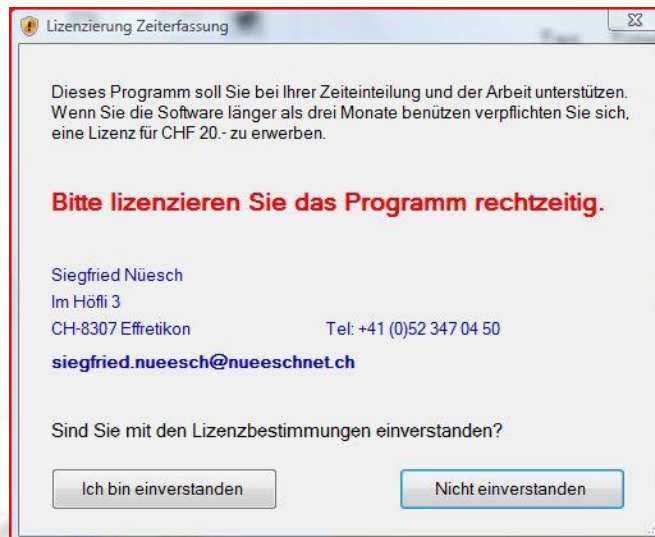 Lizenzierung Zeiterfassung
Dieses Programm soll Sie bei Ihrer Zeiteinteilung und der Arbeit unterstützen.
Wenn Sie die Software länger als drei Monate benützen verpflichten Sie sich,
eine Lizenz für CHF 20.- zu erwerben.
Bitte lizenzieren Sie das Programm rechtzeitig.
Siegfried Nüesch
Im Höfli 3
CH-8307 Effretikon Tel: +41 (0)52 347 04 50
siegfried.nueesch@nueeschnet.ch
Sind Sie mit den Lizenzbestimmungen einverstanden?
Ich bin einverstanden Nicht einverstanden